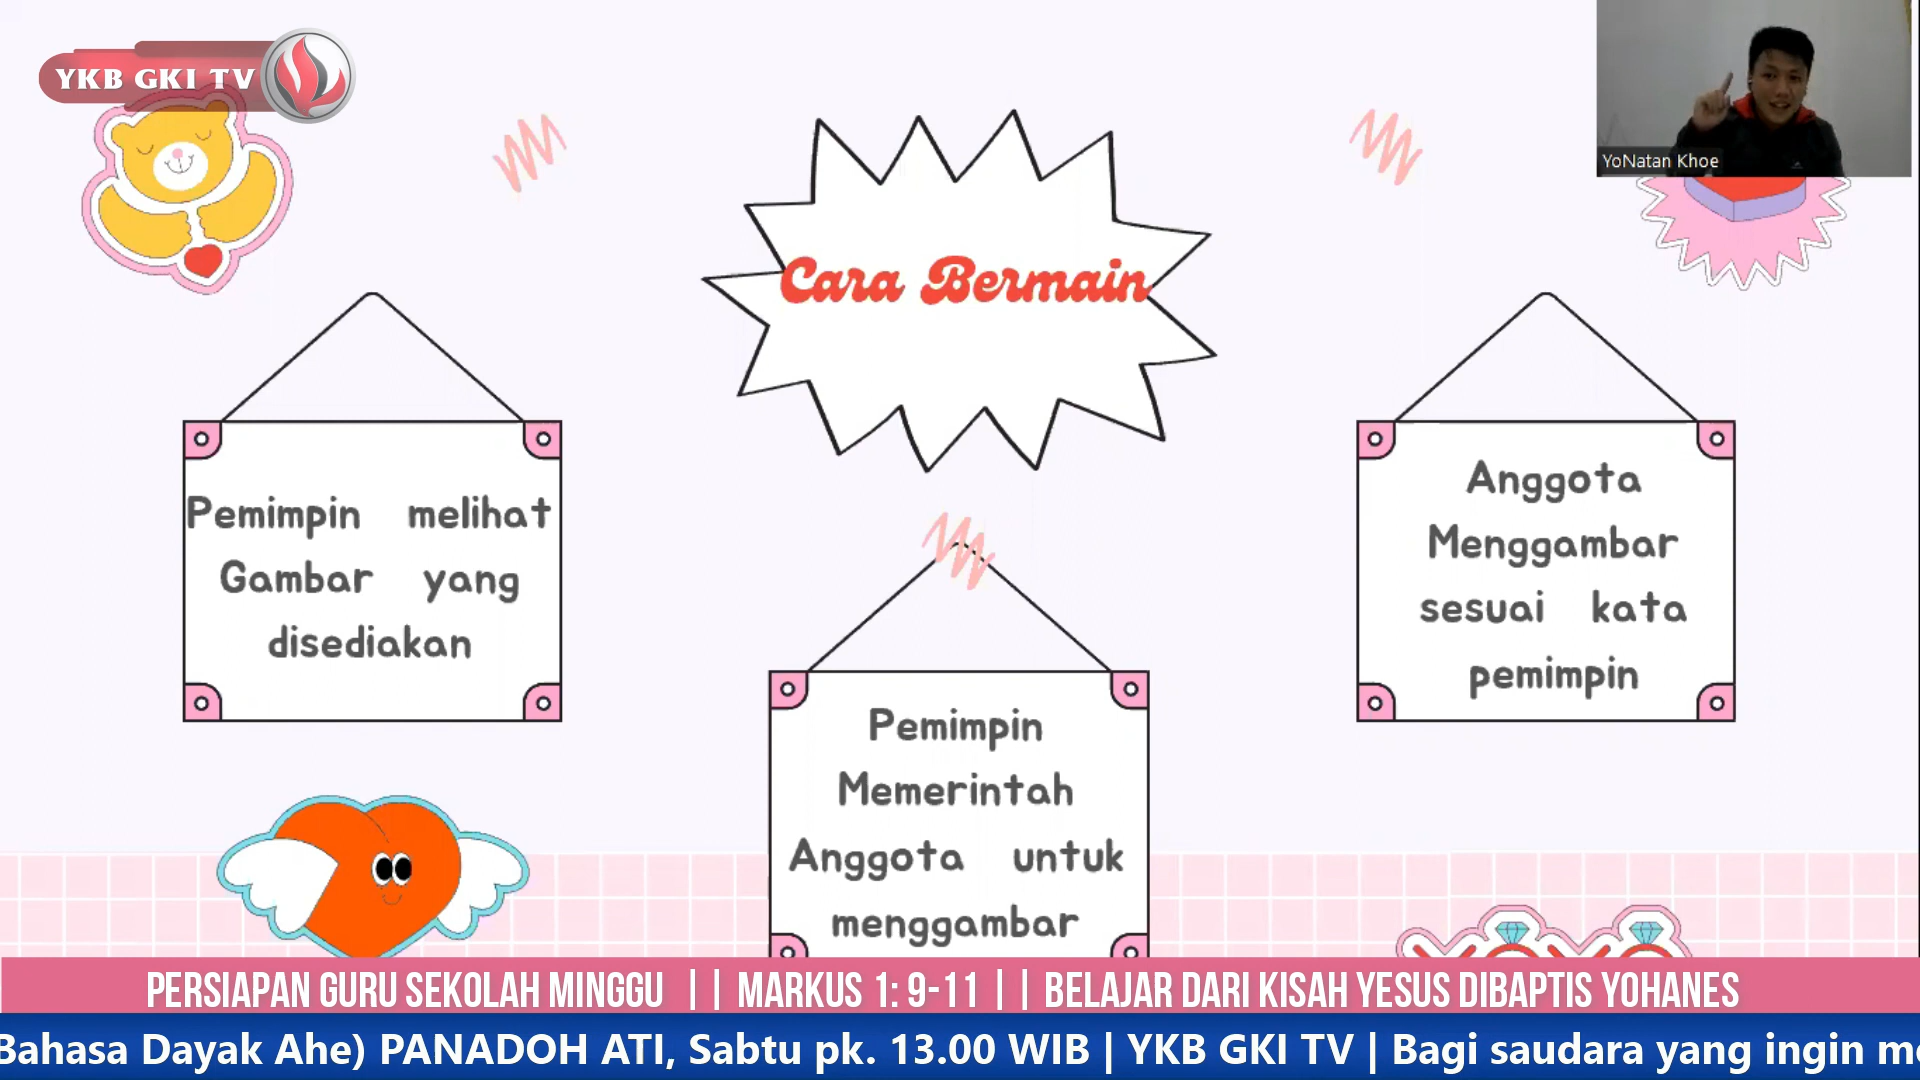 YKB GKI TV
YoNatan Khoe
Cara Bermain
Pemimpin melihat
Gambar yang
disediakan
Pemimpin
Memerintah
Anggota untuk
menggambar
Anggota
Menggambar
sesuai kata
pemimpin
PERSIAPAN GURU SEKOLAH MINGGU || MARKUS 1: 9-11 || BELAJAR DARI KISAH YESUS DIBAPTIS YOHANES
Bahasa Dayak Ahe) PANADOH ATI, Sabtu pk. 13.00 WIB | YKB GKI TV | Bagi saudara yang ingin